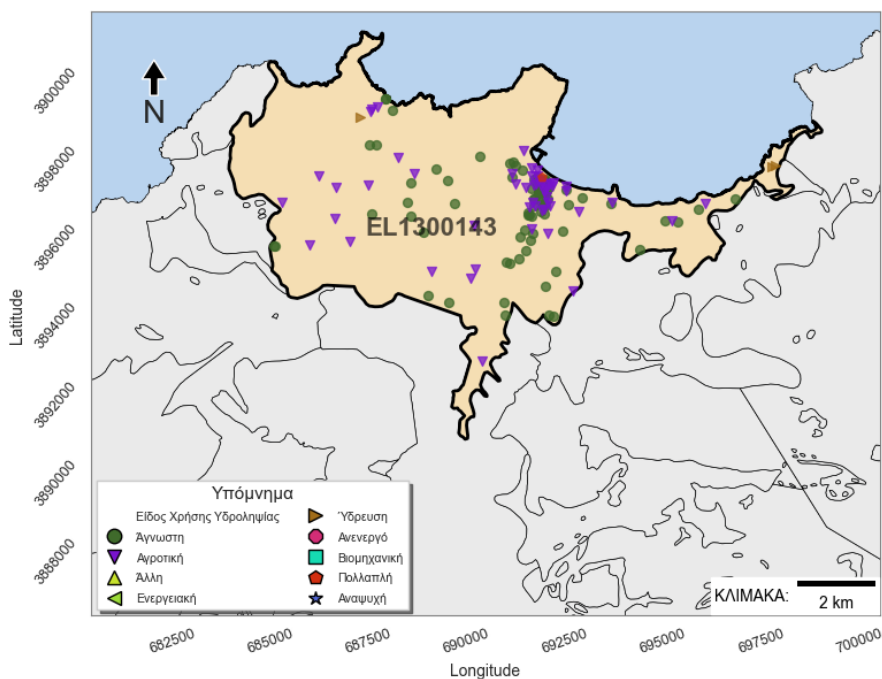 3900000
3898000
3896000
3894000
3892000
3890000
3888000
Latitude
N
EL1300143
Υπόμνημα
Είδος Χρήσης Υδροληψίας
Άγνωστη
Αγροτική
Άλλη
Ενεργειακή
Ύδρευση
Ανενεργό
Βιομηχανική
Πολλαπλή
Αναψυχή
ΚΛΙΜΑΚΑ:
2 km
682500
685000
687500
690000
692500
695000
697500
700000
Longitude